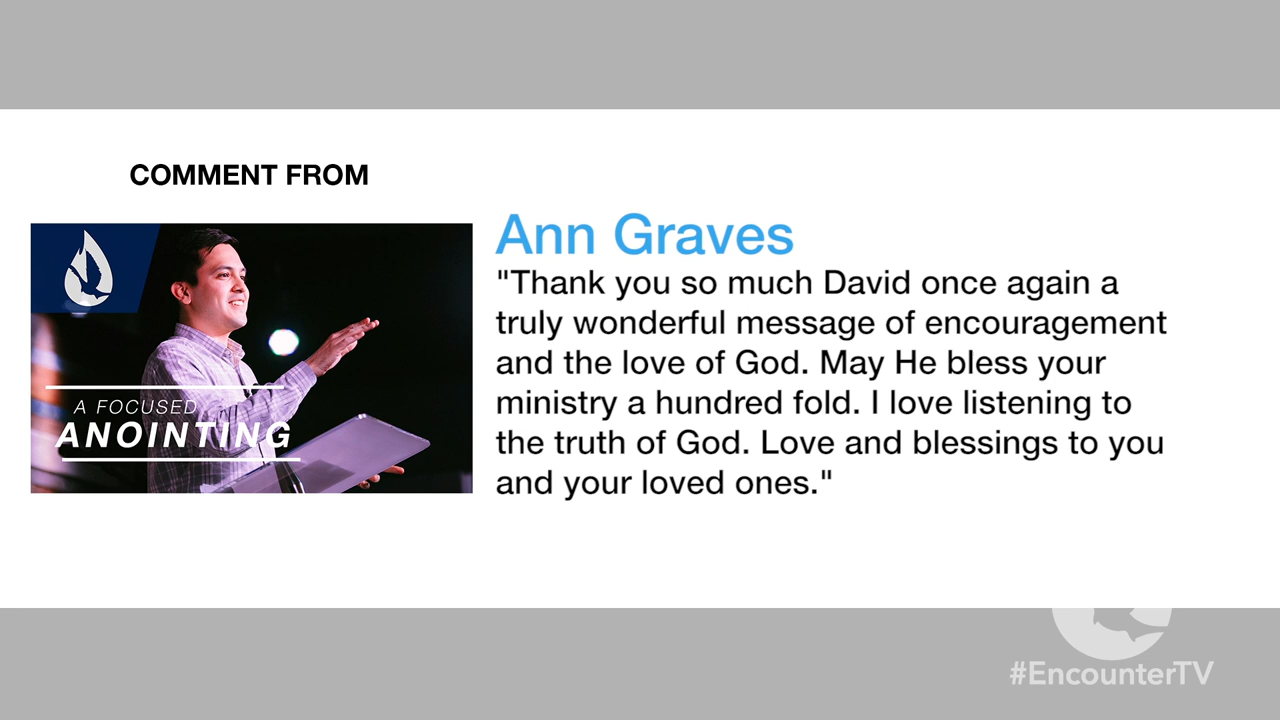 COMMENT FROM
A FOCUSED
ANOINTING
Ann Graves
"Thank you so much David once again a
truly wonderful message of encouragement
and the love of God. May He bless your
ministry a hundred fold. I love listening to
the truth of God. Love and blessings to you
and your loved ones."
#EncounterTV